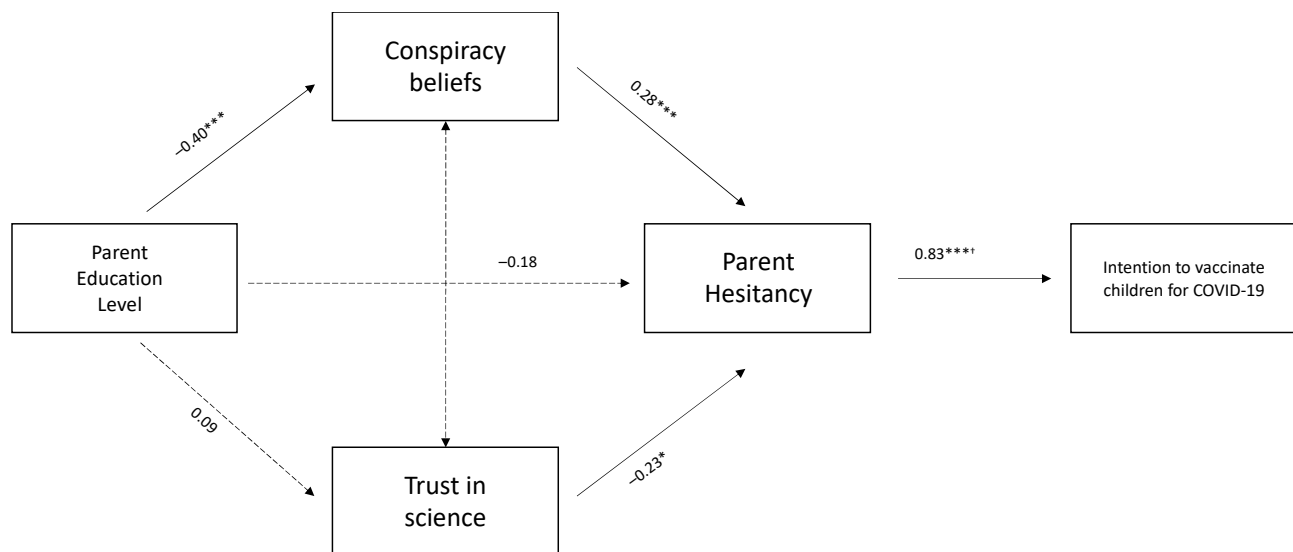 Conspiracy
beliefs
–0.40***
0.28***
Parent
Education
Level
–0.18
Parent
Hesitancy
0.83***†
Intention to vaccinate
children for COVID-19
0.09
–0.23*
Trust in
science